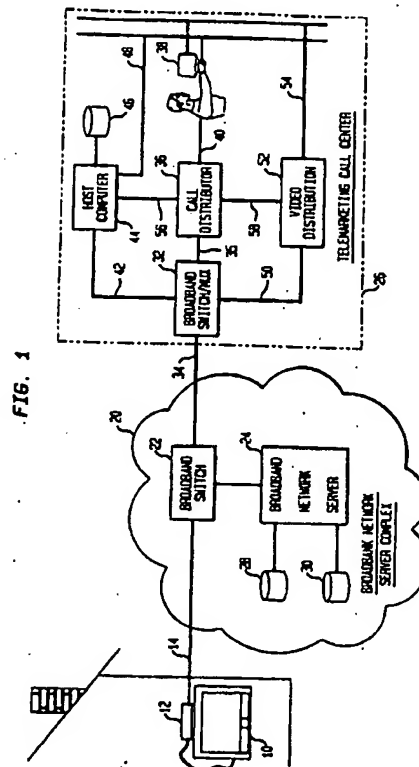 FIG. 1
10
12
14
20
22
BROADBAND
SWITCH
24
BROADBAND
NETWORK
SERVER
28
30
BROADBANK NETWORK
SERVER COMPLEX
34
32
BROADBAND
SWITCH/MUX
42
35
50
44
HOST
COMPUTER
46
56
36
CALL
DISTRIBUTOR
58
52
VIDEO
DISTRIBUTION
48
38
40
54
TELEMARKETING CALL CENTER
26